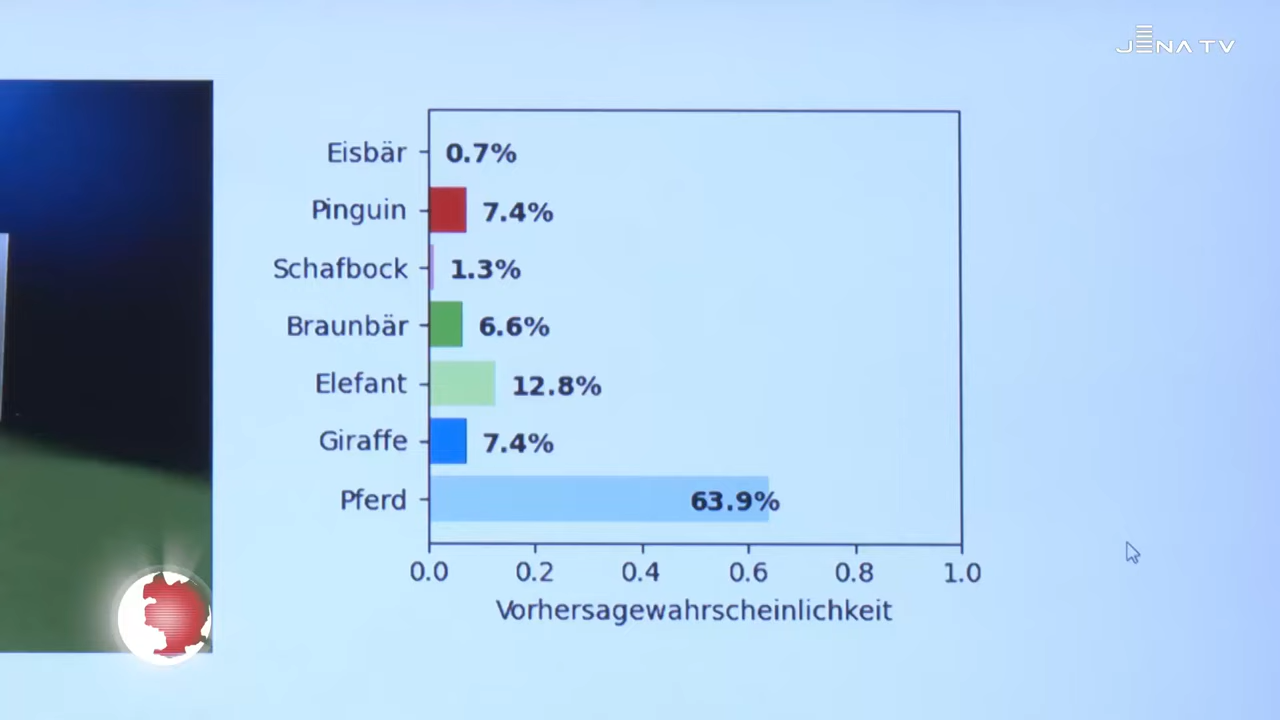 JENA TV
Eisbär 0.7%
Pinguin 7.4%
Schafbock 1.3%
Braunbär 6.6%
Elefant 12.8%
Giraffe 7.4%
Pferd 63.9%
0.0 0.2 0.4 0.6 0.8 1.0
Vorhersagewahrscheinlichkeit